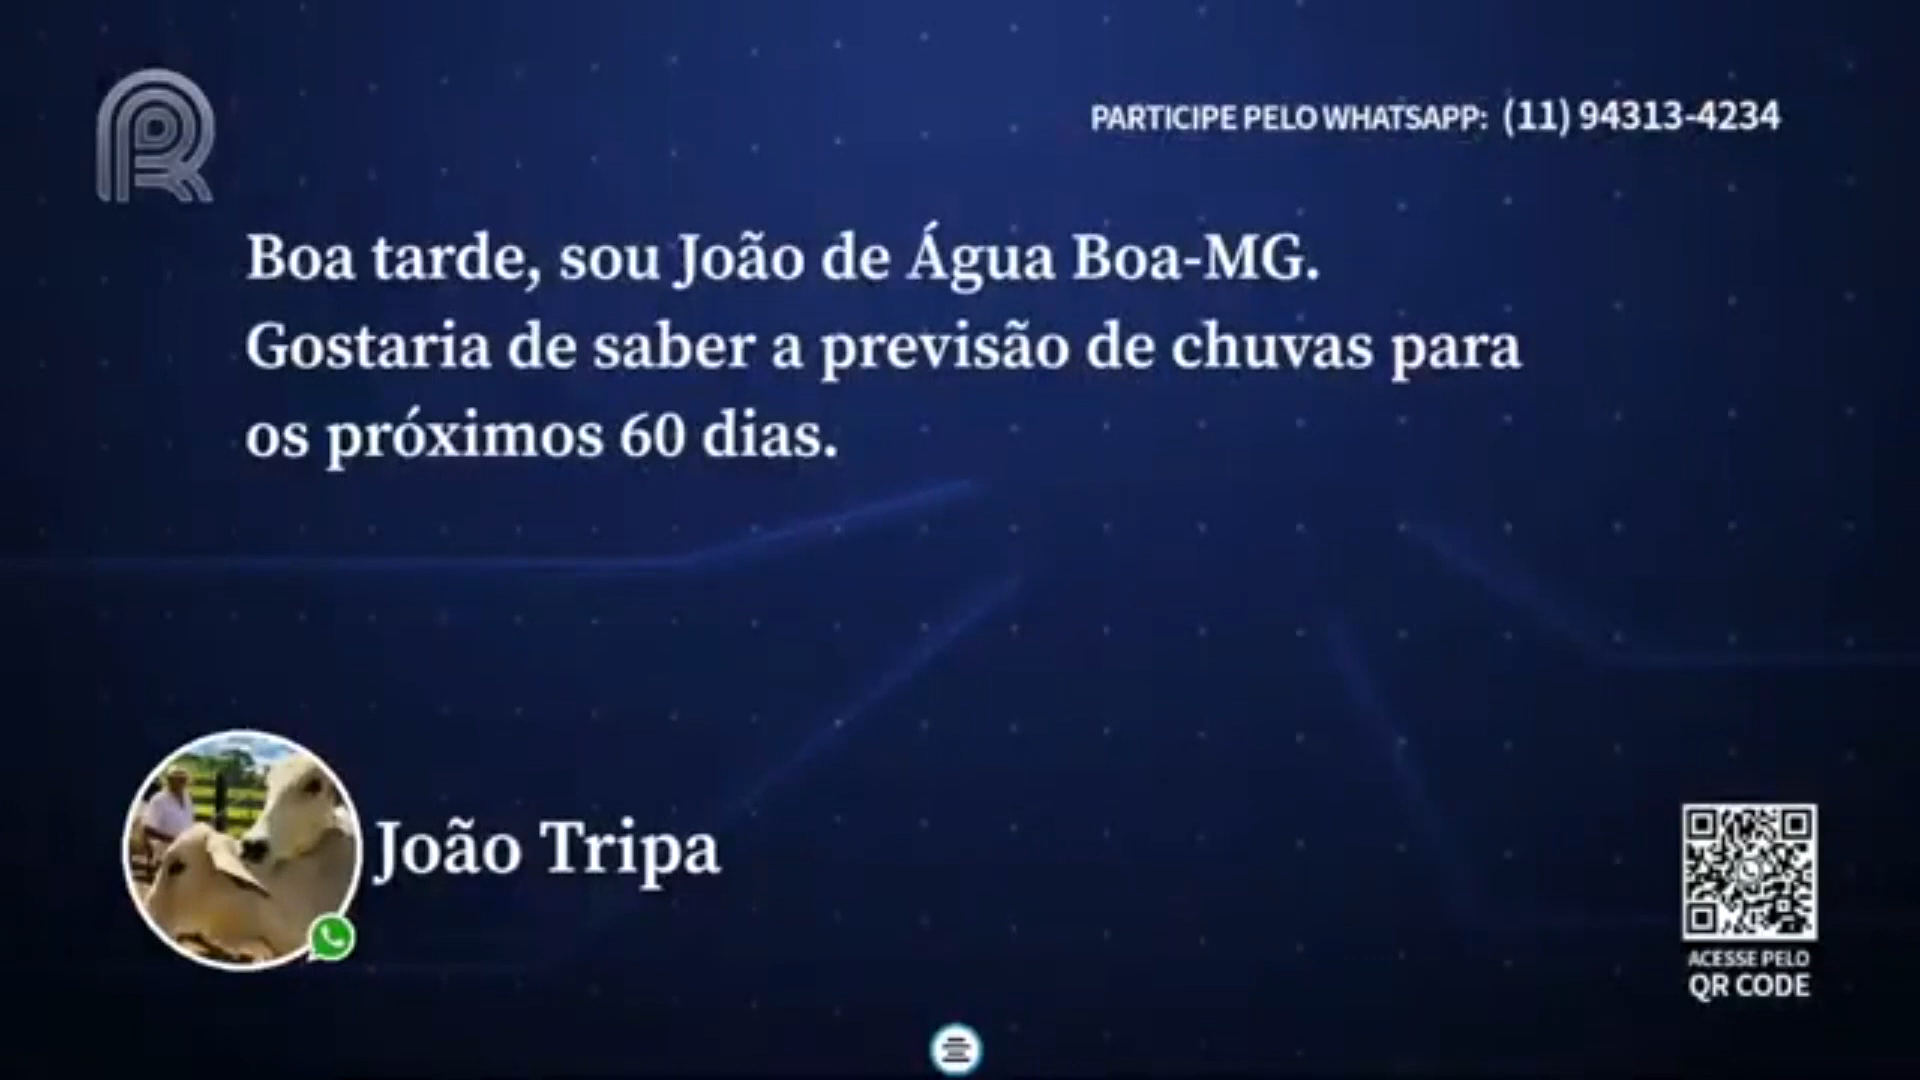 PARTICIPE PELO WHATSAPP: (11) 94313-4234
Boa tarde, sou João de Água Boa-MG.
Gostaria de saber a previsão de chuvas para
os próximos 60 dias.
João Tripa
ACESSE PELO
QR CODE